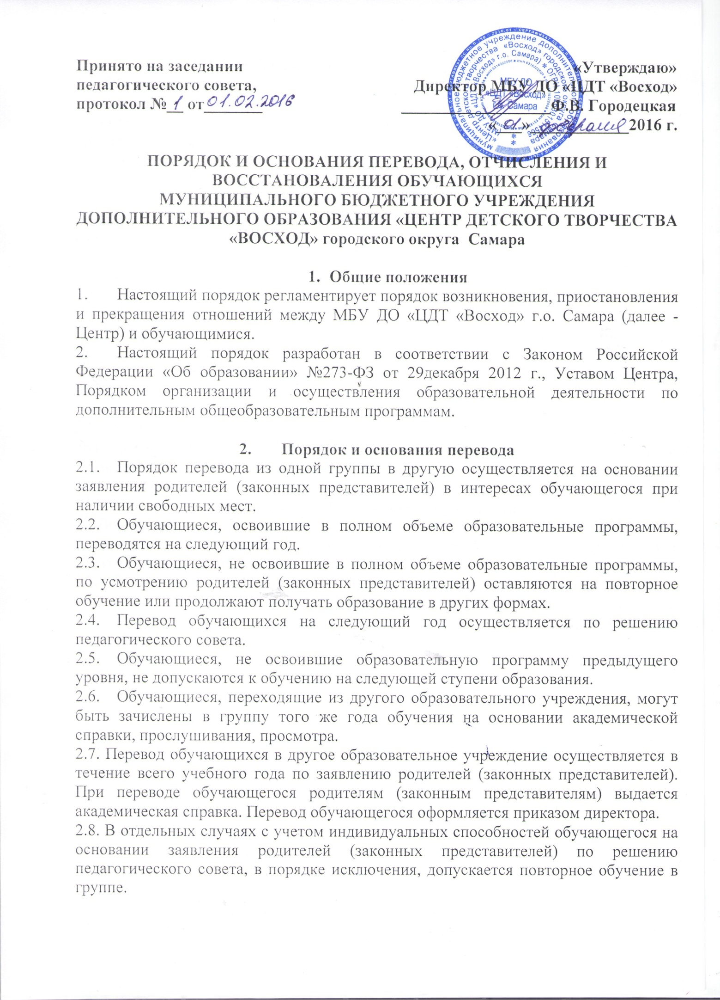 Принято на заседании
педагогического совета,
протокол № 1 от 01.02.2016
«Утверждаю»
Директор МБУ ДО «ЦДТ «Восход»
Ф.В. Городецкая
« 01 » февраля 2016 г.
МБУ ДО
«ЦДТ «Восход»
г.о. Самара
ПОРЯДОК И ОСНОВАНИЯ ПЕРЕВОДА, ОТЧИСЛЕНИЯ И
ВОССТАНОВАЛЕНИЯ ОБУЧАЮЩИХСЯ
МУНИЦИПАЛЬНОГО БЮДЖЕТНОГО УЧРЕЖДЕНИЯ
ДОПОЛНИТЕЛЬНОГО ОБРАЗОВАНИЯ «ЦЕНТР ДЕТСКОГО ТВОРЧЕСТВА
«ВОСХОД» городского округа Самара
1. Общие положения
1. Настоящий порядок регламентирует порядок возникновения, приостановления
и прекращения отношений между МБУ ДО «ЦДТ «Восход» г.о. Самара (далее -
Центр) и обучающимися.
2. Настоящий порядок разработан в соответствии с Законом Российской
Федерации «Об образовании» №273-ФЗ от 29декабря 2012 г., Уставом Центра,
Порядком организации и осуществления образовательной деятельности по
дополнительным общеобразовательным программам.
2. Порядок и основания перевода
2.1. Порядок перевода из одной группы в другую осуществляется на основании
заявления родителей (законных представителей) в интересах обучающегося при
наличии свободных мест.
2.2. Обучающиеся, освоившие в полном объеме образовательные программы,
переводятся на следующий год.
2.3. Обучающиеся, не освоившие в полном объеме образовательные программы,
по усмотрению родителей (законных представителей) оставляются на повторное
обучение или продолжают получать образование в других формах.
2.4. Перевод обучающихся на следующий год осуществляется по решению
педагогического совета.
2.5. Обучающиеся, не освоившие образовательную программу предыдущего
уровня, не допускаются к обучению на следующей ступени образования.
2.6. Обучающиеся, переходящие из другого образовательного учреждения, могут
быть зачислены в группу того же года обучения на основании академической
справки, прослушивания, просмотра.
2.7. Перевод обучающихся в другое образовательное учреждение осуществляется в
течение всего учебного года по заявлению родителей (законных представителей).
При переводе обучающегося родителям (законным представителям) выдается
академическая справка. Перевод обучающегося оформляется приказом директора.
2.8. В отдельных случаях с учетом индивидуальных способностей обучающегося на
основании заявления родителей (законных представителей) по решению
педагогического совета, в порядке исключения, допускается повторное обучение в
группе.